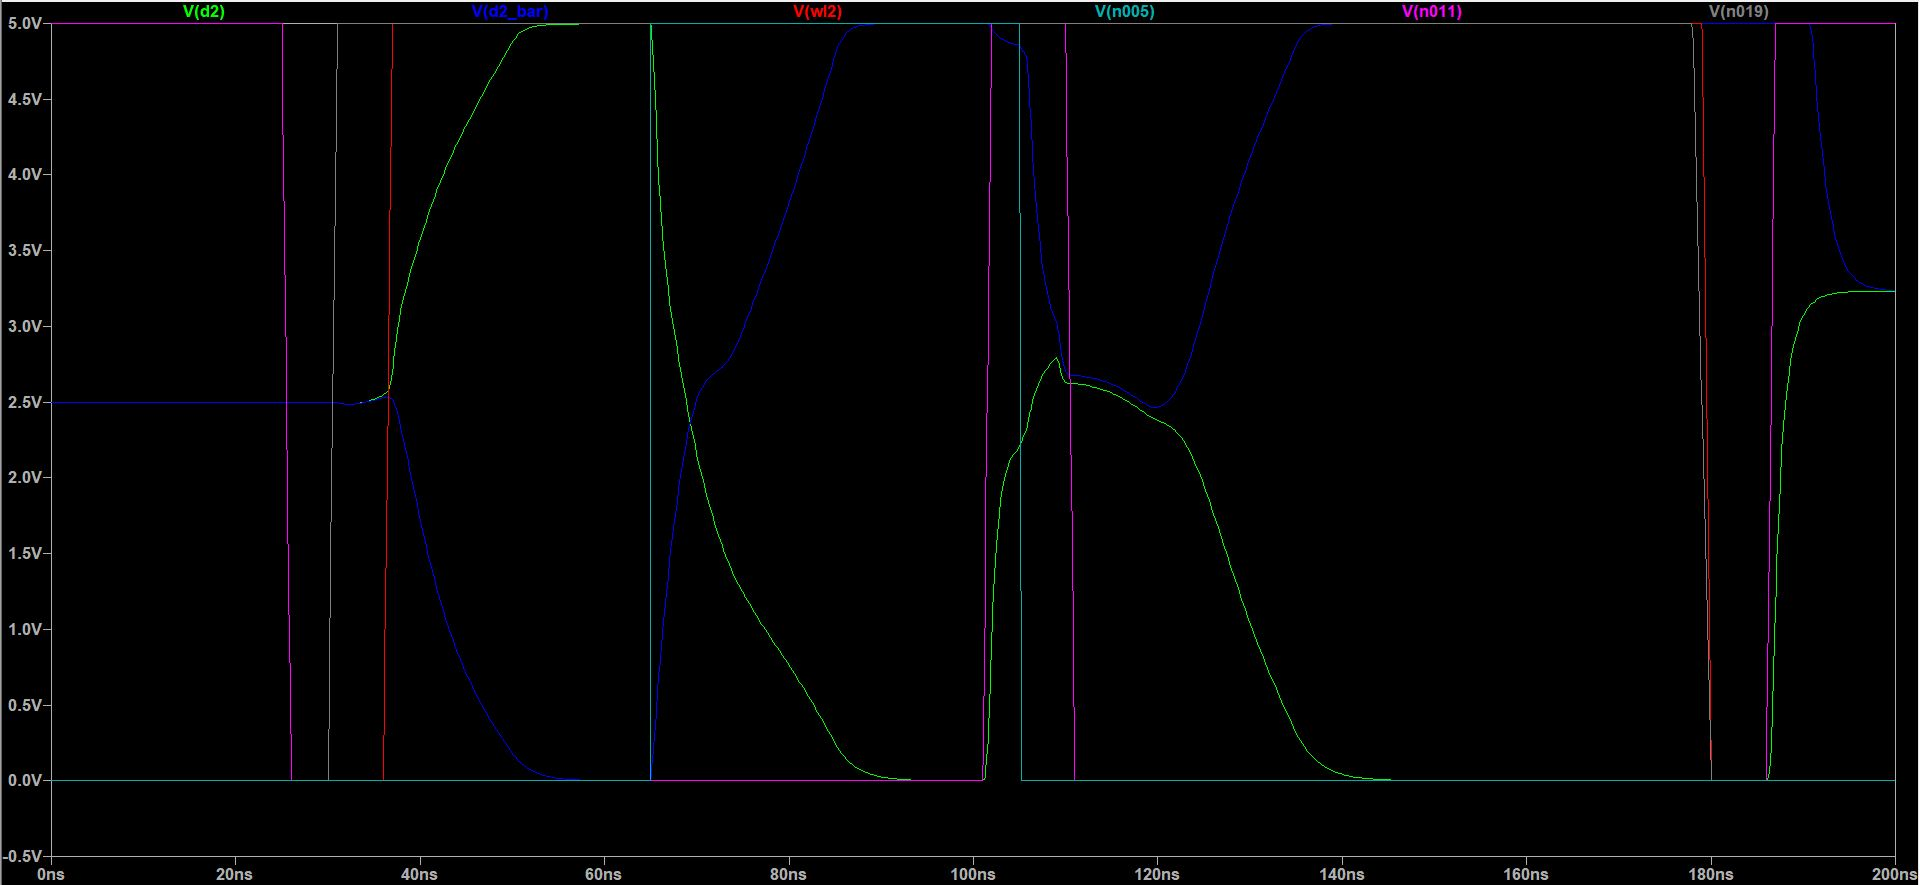 V(d2) V(d2_bar) V(wl2) V(n005) V(n011) V(n019)
5.0V
4.5V
4.0V
3.5V
3.0V
2.5V
2.0V
1.5V
1.0V
0.5V
0.0V
-0.5V
0ns 20ns 40ns 60ns 80ns 100ns 120ns 140ns 160ns 180ns 200ns